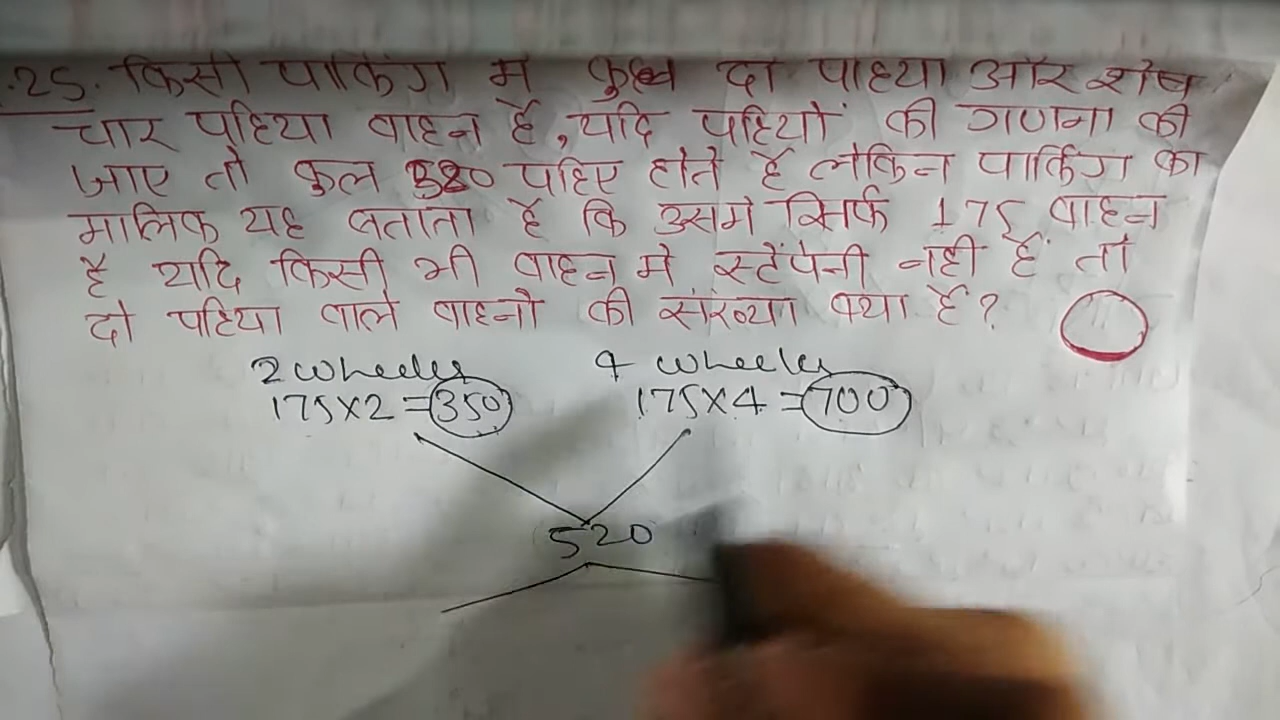 .25. किसी पार्किंग में कुछ दो पहिया और शेष
चार पहिया वाहन हैं, यदि पहियों की गणना की
जाए तो कुल 520 पहिए होते हैं लेकिन पार्किंग का
मालिक यह बताता है कि उसमे सिर्फ 175 वाहन
है यदि किसी भी वाहन मे स्टेंपेनी नही है तो
दो पहिया वाले वाहनो की संख्या क्या है?
2 wheeler 4 wheeler
175×2=350 175×4=700
520